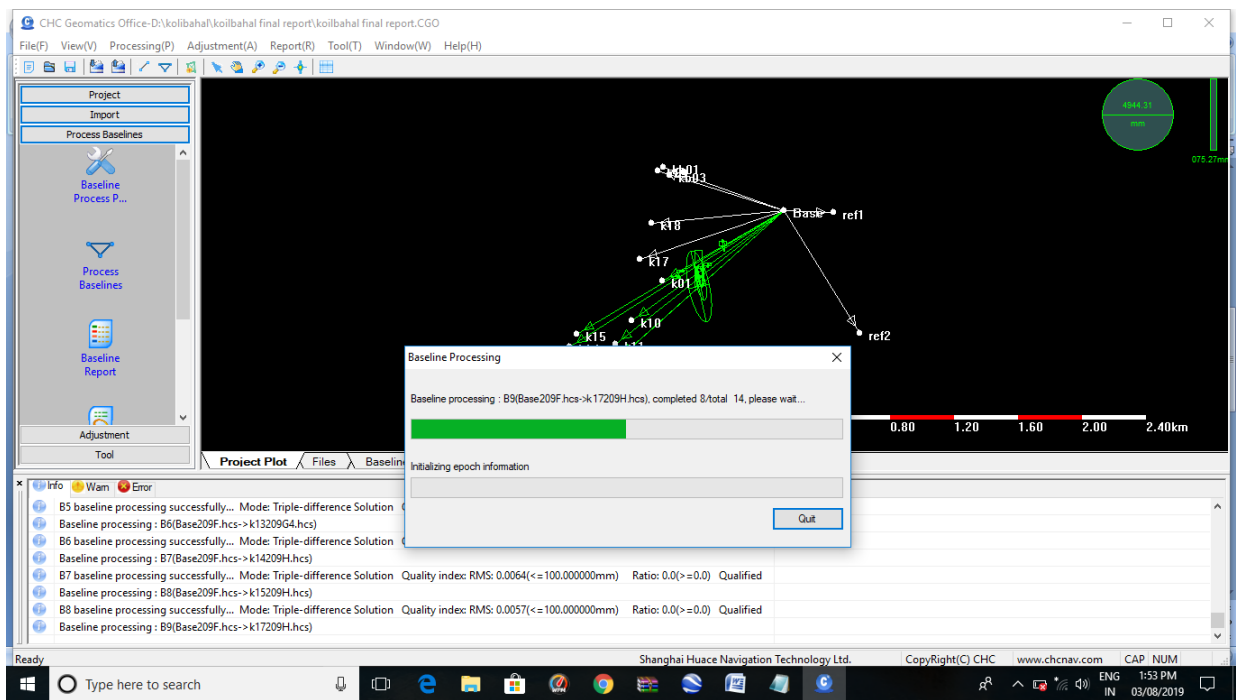 CHC Geomatics Office-D:\kolibahal\koilbahal final report\koilbahal final report.CGO
File(F) View(V) Processing(P) Adjustment(A) Report(R) Tool(T) Window(W) Help(H)
Project
Import
Process Baselines
Baseline
Process P...
Process
Baselines
Baseline
Report
Adjustment
Tool
4944.31
mm
075.27mm
kb03
Base
ref1
k18
k17
k01
k10
k15
ref2
0.80 1.20 1.60 2.00 2.40km
Baseline Processing
Baseline processing : B9(Base209F.hcs->k17209H.hcs), completed 8/total 14, please wait...
Initializing epoch information
Quit
Project Plot Files Baselin
Info Warn Error
B5 baseline processing successfully... Mode: Triple-difference Solution
Baseline processing : B6(Base209F.hcs->k13209G4.hcs)
B6 baseline processing successfully... Mode: Triple-difference Solution
Baseline processing : B7(Base209F.hcs->k14209H.hcs)
B7 baseline processing successfully... Mode: Triple-difference Solution Quality index: RMS: 0.0064(<=100.000000mm) Ratio: 0.0(>=0.0) Qualified
Baseline processing : B8(Base209F.hcs->k15209H.hcs)
B8 baseline processing successfully... Mode: Triple-difference Solution Quality index: RMS: 0.0057(<=100.000000mm) Ratio: 0.0(>=0.0) Qualified
Baseline processing : B9(Base209F.hcs->k17209H.hcs)
Ready Shanghai Huace Navigation Technology Ltd. CopyRight(C) CHC www.chcnav.com CAP NUM
Type here to search
ENG
IN
1:53 PM
03/08/2019